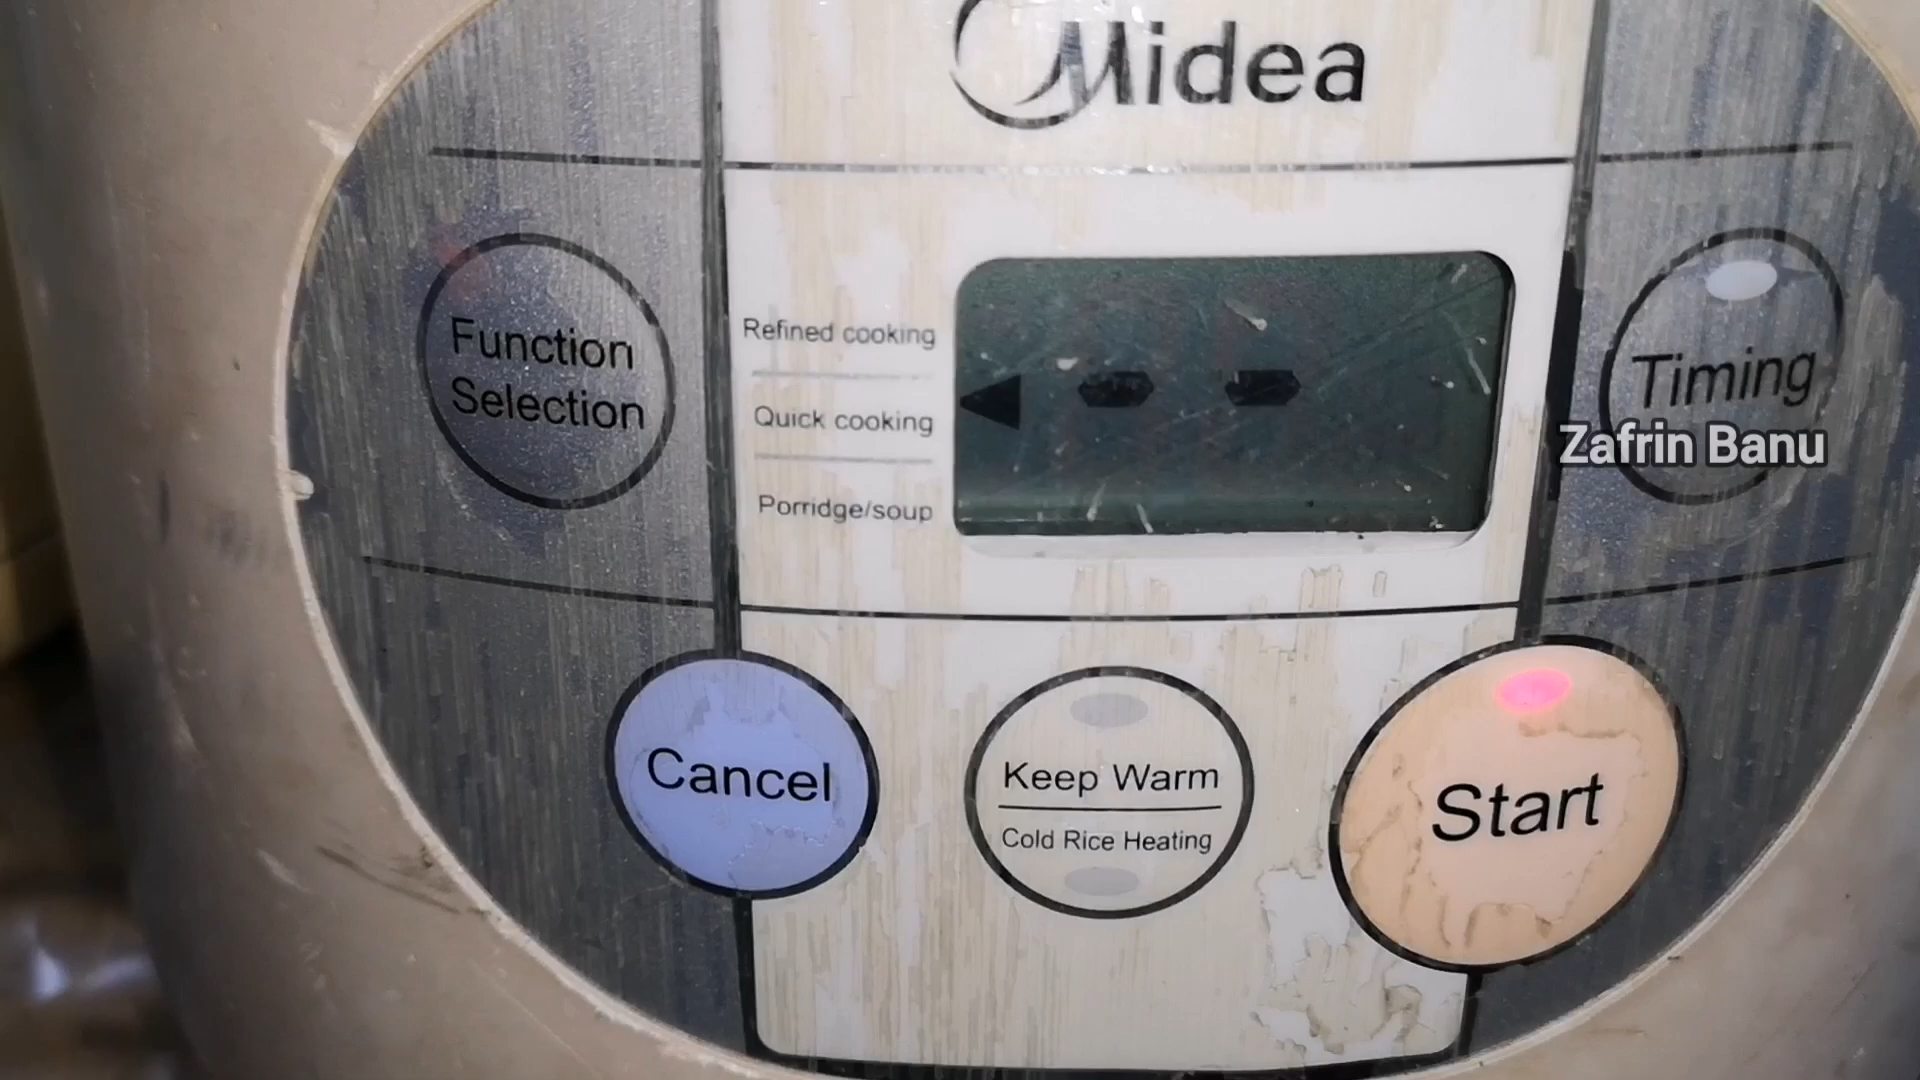 Midea
Function
Selection
Refined cooking
Quick cooking
Porridge/soup
Timing
Zafrin Banu
Cancel
Keep Warm
Cold Rice Heating
Start